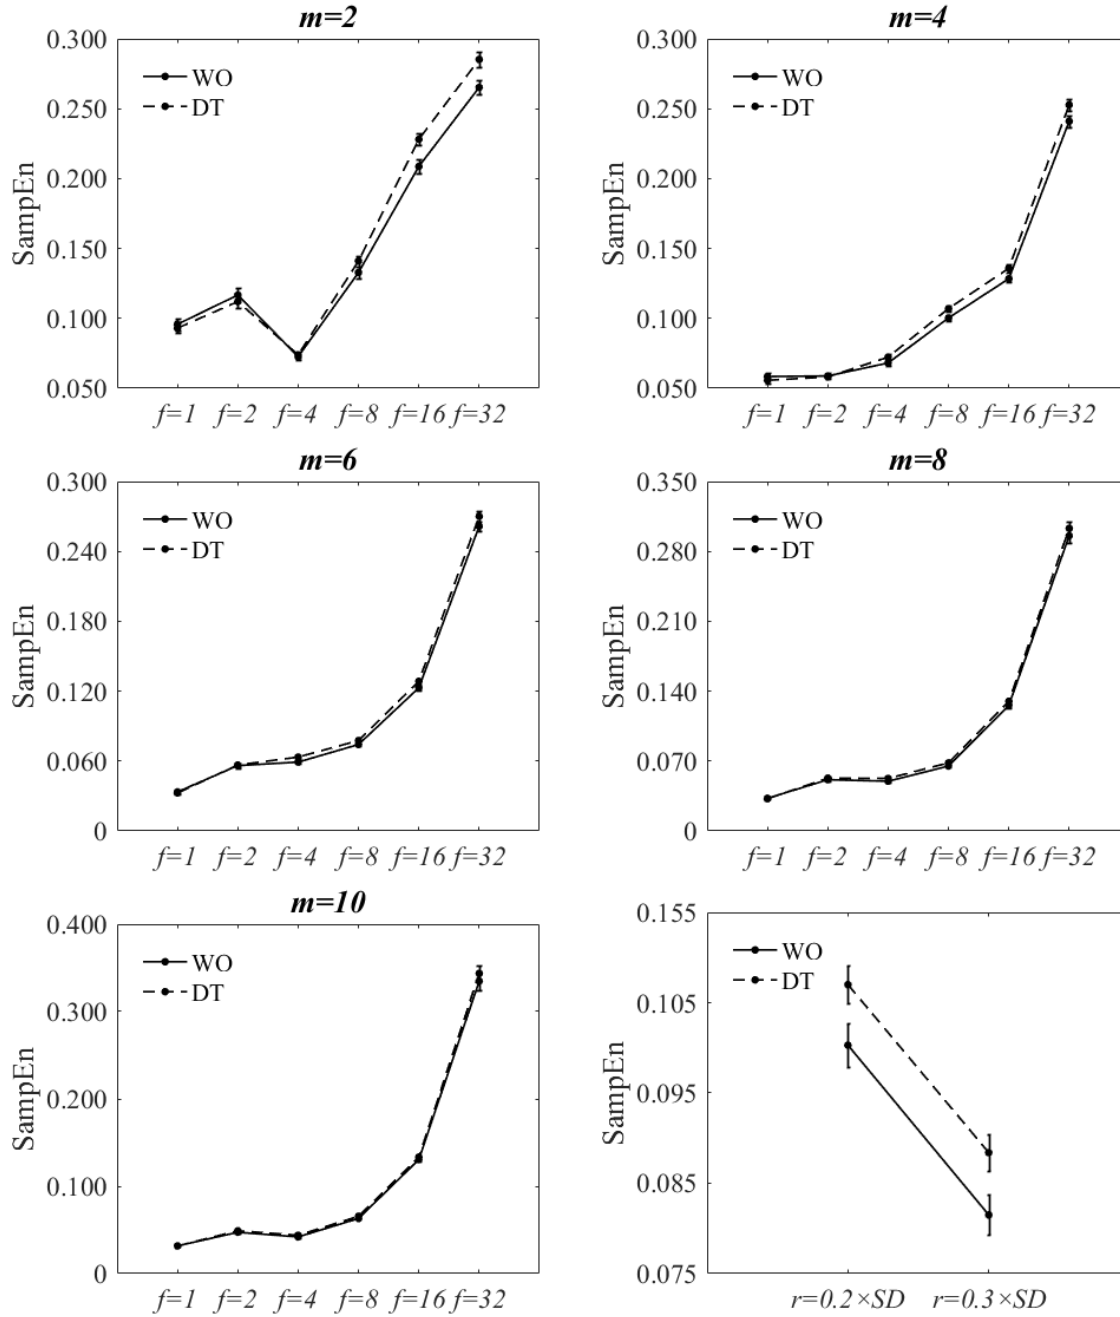 m=2
0.300
0.250
0.200
0.150
0.100
0.050
SampEn
WO
DT
f=1 f=2 f=4 f=8 f=16 f=32
m=4
0.300
0.250
0.200
0.150
0.100
0.050
SampEn
WO
DT
f=1 f=2 f=4 f=8 f=16 f=32
m=6
0.300
0.240
0.180
0.120
0.060
0
SampEn
WO
DT
f=1 f=2 f=4 f=8 f=16 f=32
m=8
0.350
0.280
0.210
0.140
0.070
0
SampEn
WO
DT
f=1 f=2 f=4 f=8 f=16 f=32
m=10
0.400
0.300
0.200
0.100
0
SampEn
WO
DT
f=1 f=2 f=4 f=8 f=16 f=32
0.155
0.105
0.095
0.085
0.075
SampEn
WO
DT
r=0.2×SD r=0.3×SD